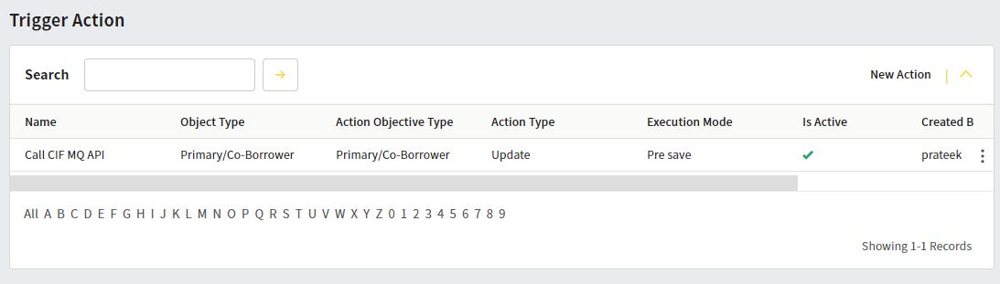 Trigger Action
Search New Action
Name Object Type Action Objective Type Action Type Execution Mode Is Active Created B
Call CIF MQ API Primary/Co-Borrower Primary/Co-Borrower Update Pre save prateek
All A B C D E F G H I J K L M N O P Q R S T U V W X Y Z 0 1 2 3 4 5 6 7 8 9
Showing 1-1 Records